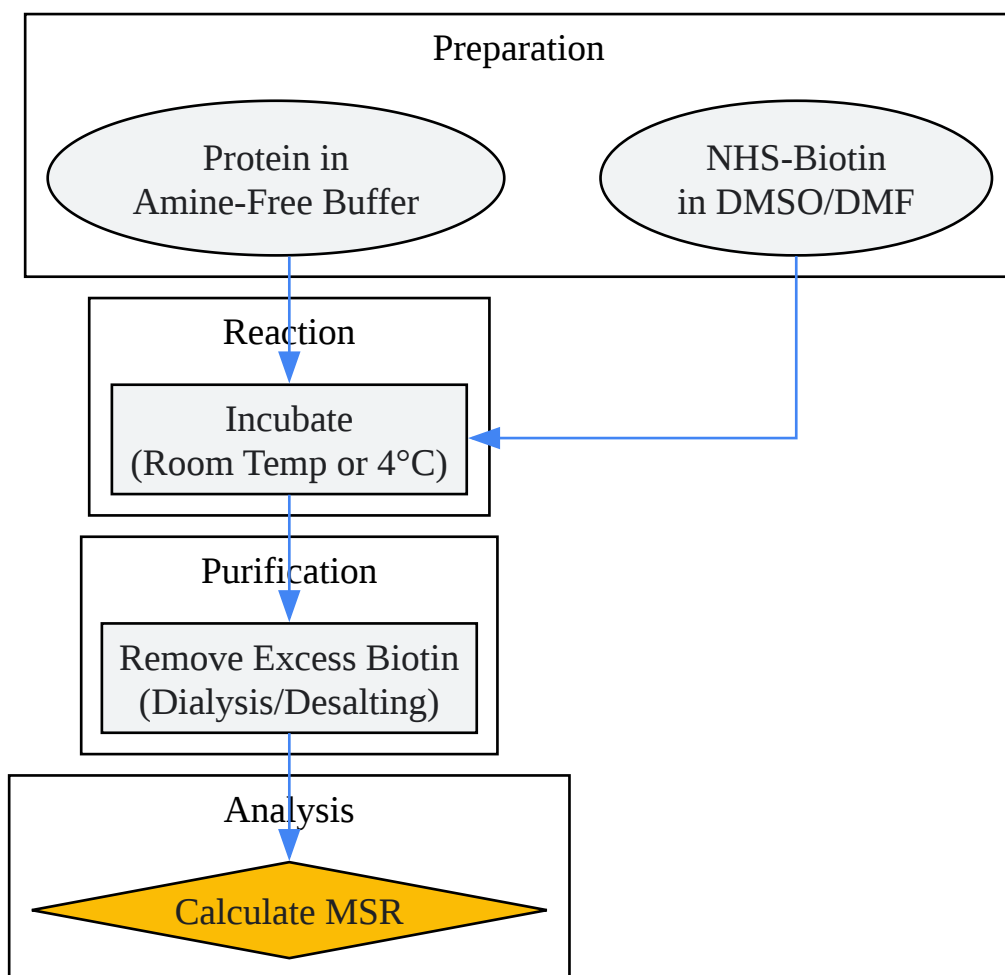 Preparation
Protein in
Amine-Free Buffer
NHS-Biotin
in DMSO/DMF
Reaction
Incubate
(Room Temp or 4°C)
Purification
Remove Excess Biotin
(Dialysis/Desalting)
Analysis
Calculate MSR